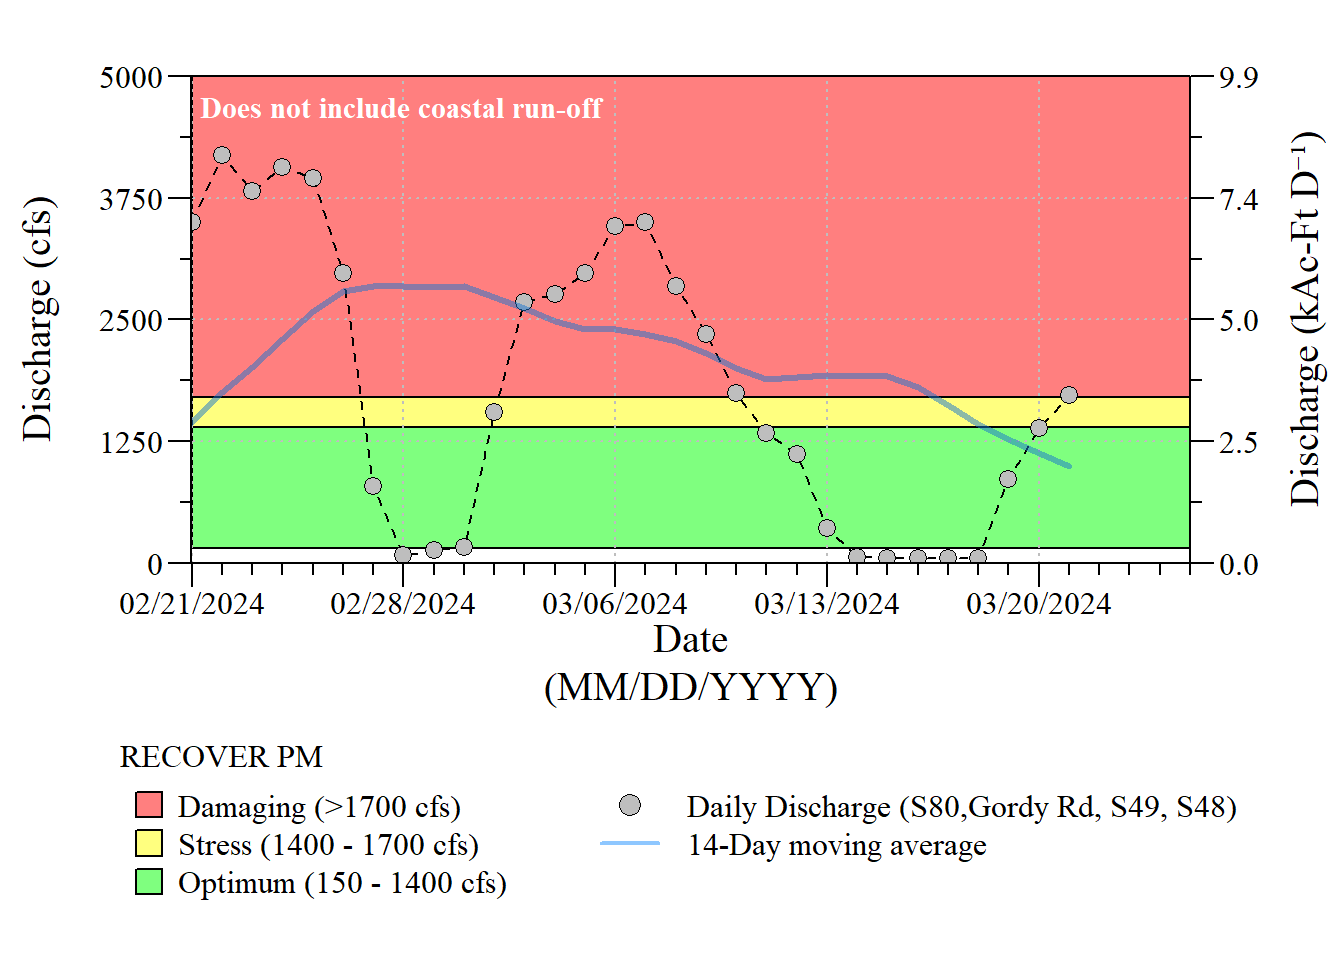 5000
3750
2500
1250
0
Discharge (cfs)
Does not include coastal run-off
9.9
7.4
5.0
2.5
0.0
Discharge (kAc-Ft D⁻¹)
02/21/2024 02/28/2024 03/06/2024 03/13/2024 03/20/2024
Date
(MM/DD/YYYY)
RECOVER PM
Damaging (>1700 cfs)
Stress (1400 - 1700 cfs)
Optimum (150 - 1400 cfs)
Daily Discharge (S80,Gordy Rd, S49, S48)
14-Day moving average